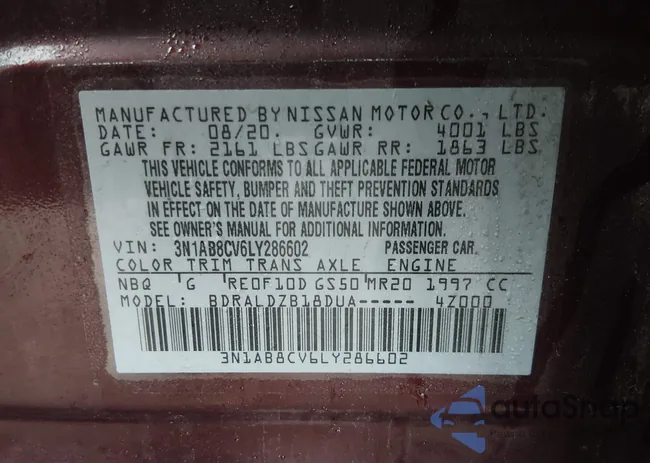 MANUFACTURED BY NISSAN MOTOR CO., LTD.
DATE: 08/20. GVWR: 4001 LBS
GAWR FR: 2161 LBS GAWR RR: 1863 LBS
THIS VEHICLE CONFORMS TO ALL APPLICABLE FEDERAL MOTOR
VEHICLE SAFETY, BUMPER AND THEFT PREVENTION STANDARDS
IN EFFECT ON THE DATE OF MANUFACTURE SHOWN ABOVE.
SEE OWNER'S MANUAL FOR ADDITIONAL INFORMATION.
VIN: 3N1AB8CV6LY286602 PASSENGER CAR.
COLOR TRIM TRANS AXLE ENGINE
NBQ G RE0F10D GS50 MR20 1997 CC
MODEL: BDRALDZB18DUA----- 4Z000
3N1AB8CV6LY286602
autoSnap